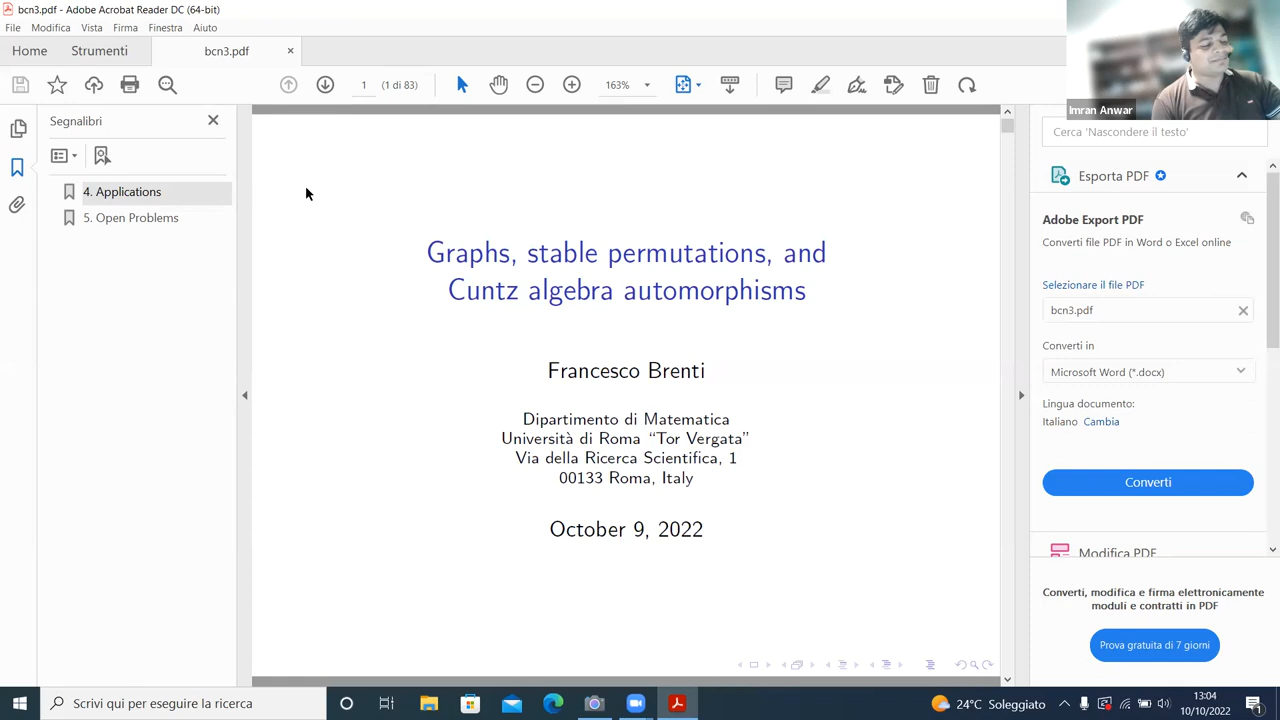 bcn3.pdf - Adobe Acrobat Reader DC (64-bit)
File Modifica Vista Firma Finestra Aiuto
Home Strumenti bcn3.pdf
1 (1 di 83) 163%
Imran Anwar
Segnalibri
4. Applications
5. Open Problems
Graphs, stable permutations, and
Cuntz algebra automorphisms
Francesco Brenti
Dipartimento di Matematica
Università di Roma “Tor Vergata”
Via della Ricerca Scientifica, 1
00133 Roma, Italy
October 9, 2022
Cerca 'Nascondere il testo'
Esporta PDF
Adobe Export PDF
Converti file PDF in Word o Excel online
Selezionare il file PDF
bcn3.pdf
Converti in
Microsoft Word (*.docx)
Lingua documento:
Italiano Cambia
Converti
Modifica PDF
Converti, modifica e firma elettronicamente
moduli e contratti in PDF
Prova gratuita di 7 giorni
Scrivi qui per eseguire la ricerca
24°C Soleggiato
13:04
10/10/2022
1